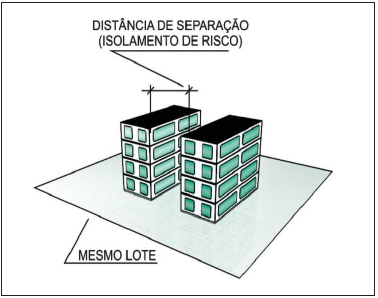 DISTÂNCIA DE SEPARAÇÃO
(ISOLAMENTO DE RISCO)
MESMO LOTE